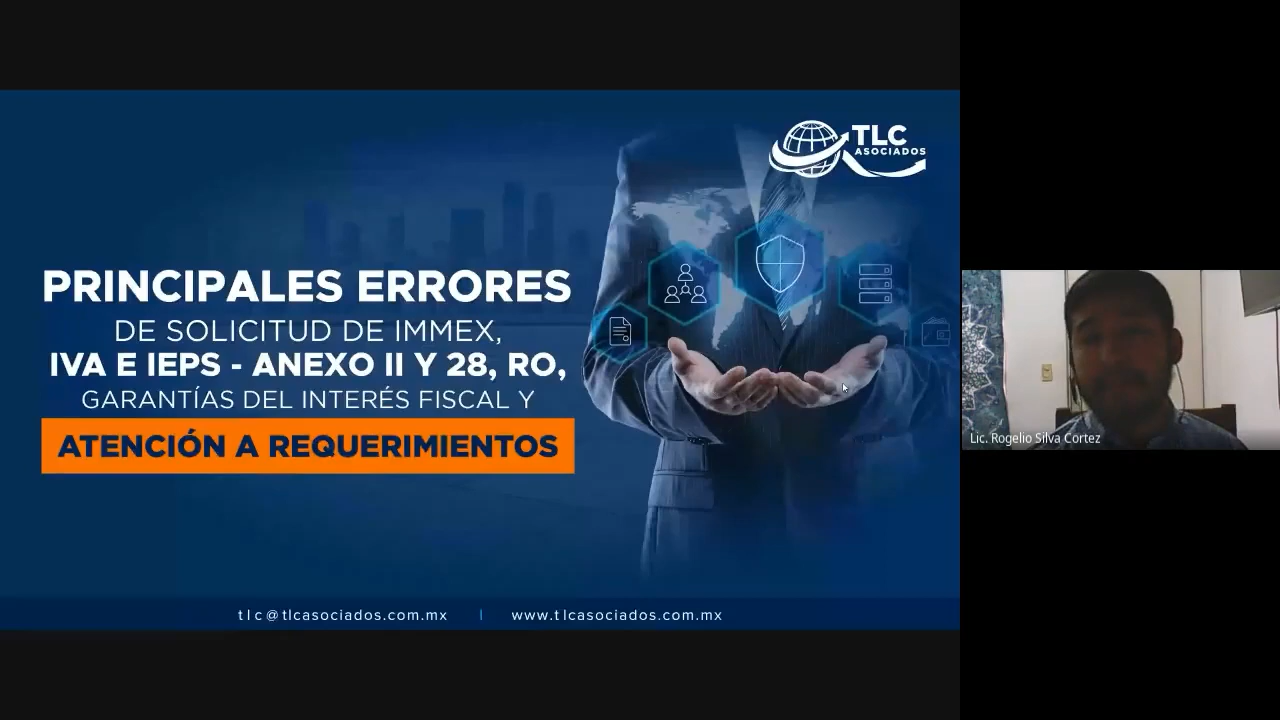 TLC
ASOCIADOS
PRINCIPALES ERRORES
DE SOLICITUD DE IMMEX,
IVA E IEPS - ANEXO II Y 28, RO,
GARANTÍAS DEL INTERÉS FISCAL Y
ATENCIÓN A REQUERIMIENTOS
Lic. Rogelio Silva Cortez
tlc@tlcasociados.com.mx | www.tlcasociados.com.mx